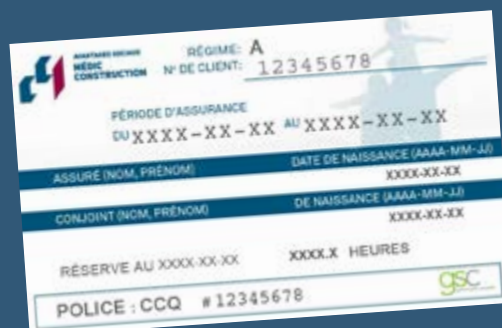 AVANTAGES SOCIAUX
MÉDIC
CONSTRUCTION
RÉGIME: A
N° DE CLIENT: 12345678
PÉRIODE D'ASSURANCE
DU XXXX-XX-XX AU XXXX-XX-XX
ASSURÉ (NOM, PRÉNOM) DATE DE NAISSANCE (AAAA-MM-JJ)
XXXX-XX-XX
CONJOINT (NOM, PRÉNOM) DE NAISSANCE (AAAA-MM-JJ)
XXXX-XX-XX
RÉSERVE AU XXXX-XX-XX XXXX.X HEURES
POLICE : CCQ #12345678
gsc